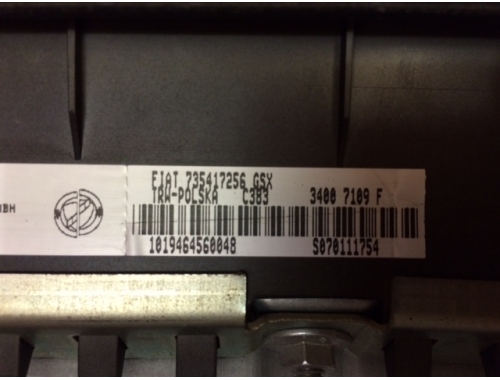 FIAT 735417256 GSX
TRW-POLSKA C383 3400 7109 F
1019464560048 S070111754